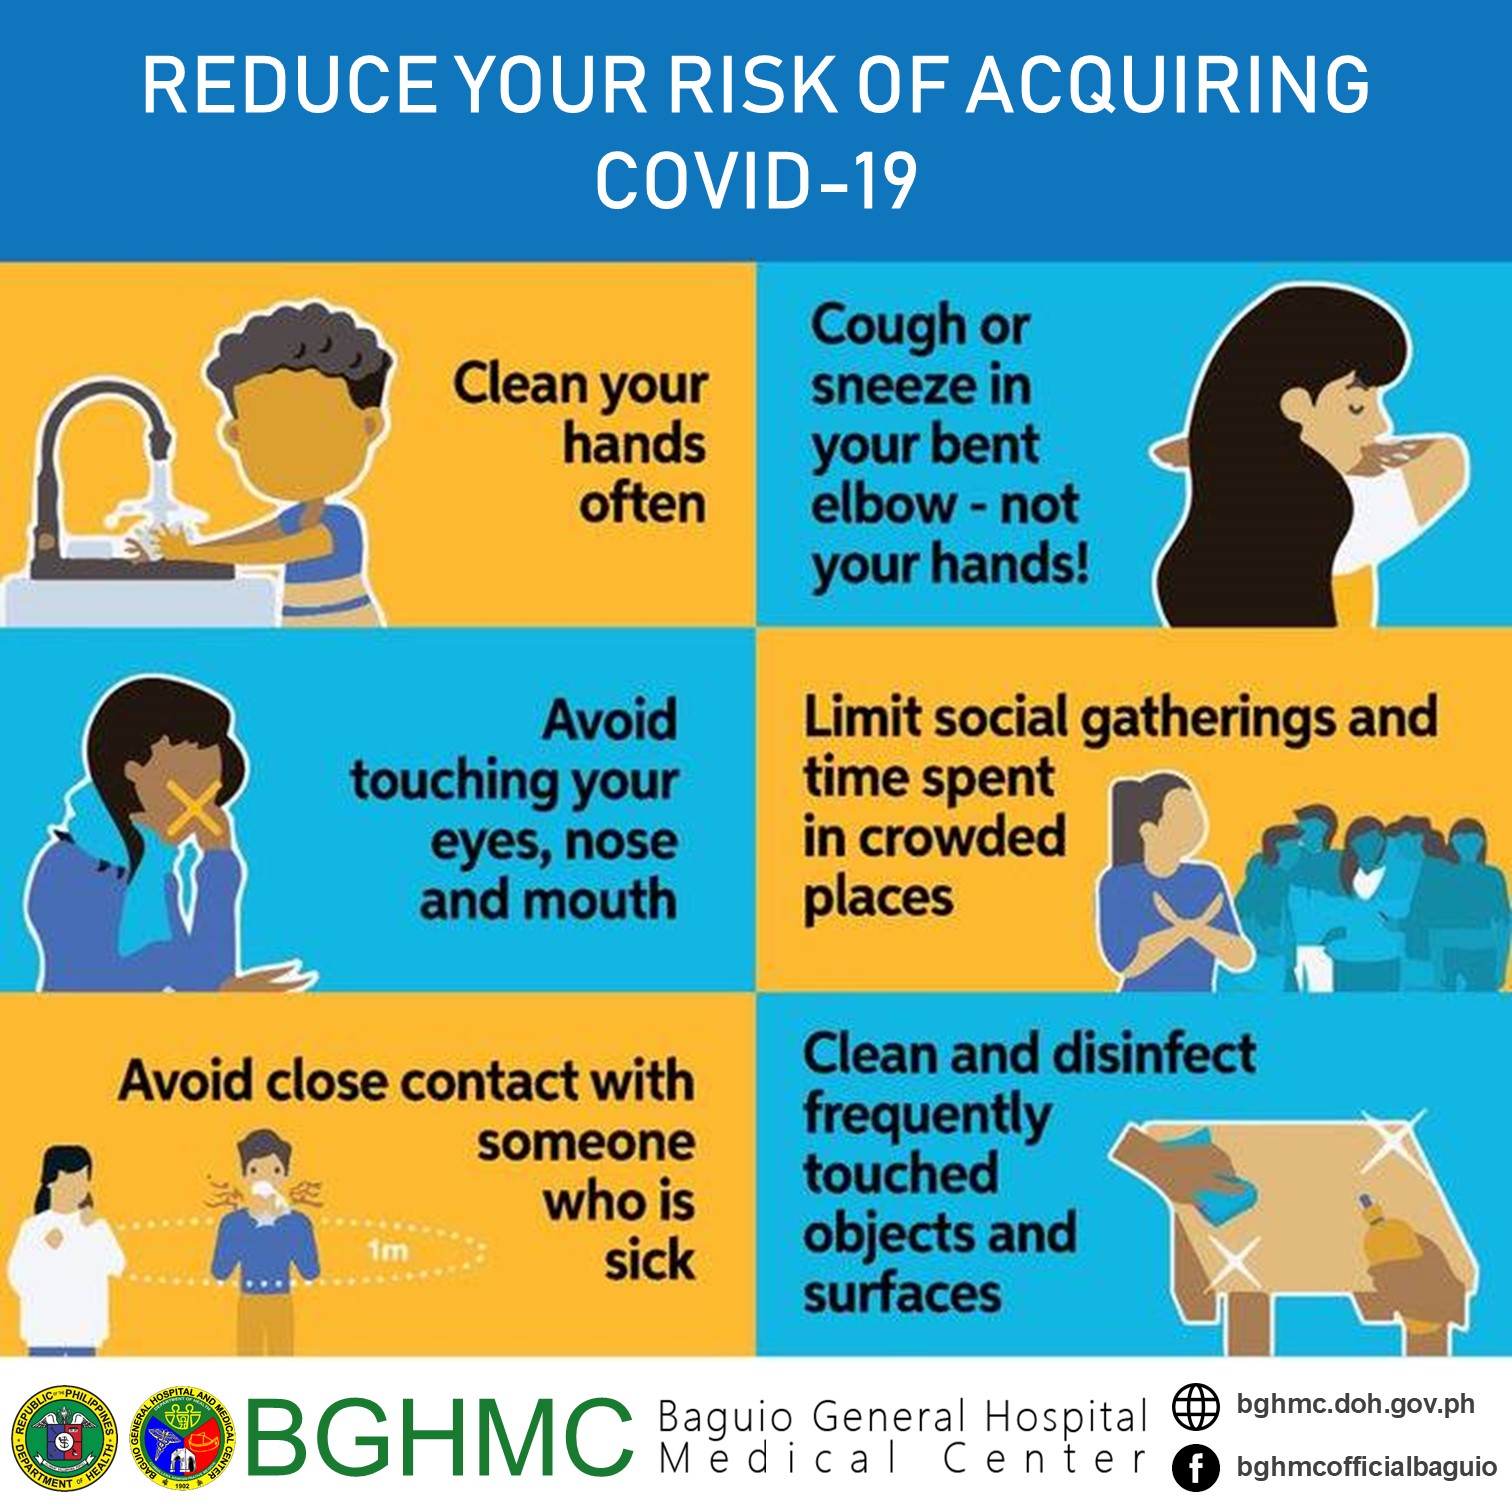 REDUCE YOUR RISK OF ACQUIRING
COVID-19
Clean your
hands
often
Cough or
sneeze in
your bent
elbow - not
your hands!
Avoid
touching your
eyes, nose
and mouth
Limit social gatherings and
time spent
in crowded
places
Avoid close contact with
someone
who is
sick
1m
Clean and disinfect
frequently
touched
objects and
surfaces
REPUBLIC OF THE PHILIPPINES
DEPARTMENT OF HEALTH
BAGUIO GENERAL HOSPITAL AND MEDICAL CENTER
DEPARTMENT OF HEALTH
1902
BGHMC
Baguio General Hospital
Medical Center
bghmc.doh.gov.ph
bghmcofficialbaguio